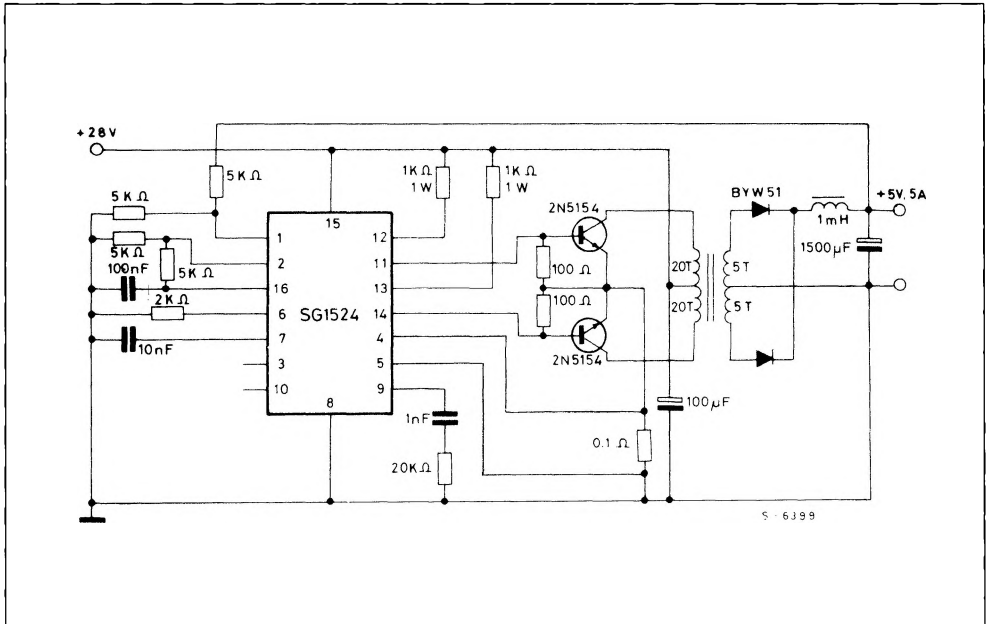 +28V
5KΩ
1KΩ
1W
1KΩ
1W
5KΩ
2N5154
BYW51
+5V, 5A
15
1mH
1
12
5KΩ
2
11
100Ω
1500μF
100nF
5KΩ
16
13
20T
5T
2KΩ
6
SG1524
14
100Ω
20T
5T
7
4
10nF
3
5
2N5154
10
9
8
1nF
100μF
0.1Ω
20KΩ
S-6399